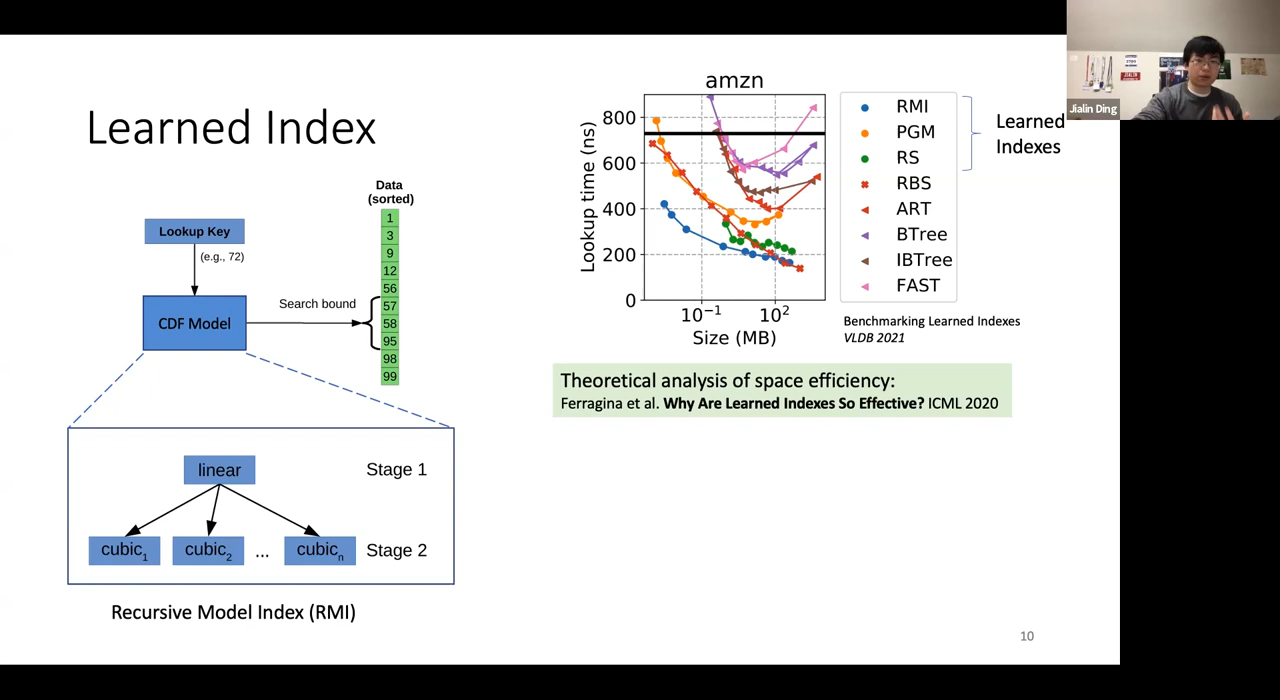 Learned Index
Data
(sorted)
Lookup Key
(e.g., 72)
CDF Model
Search bound
1
3
9
12
56
57
58
95
98
99
linear
Stage 1
cubic1
cubic2
...
cubicn
Stage 2
Recursive Model Index (RMI)
amzn
Lookup time (ns)
800
600
400
200
0
10−1
102
Size (MB)
RMI
PGM
RS
RBS
ART
BTree
IBTree
FAST
Learned
Indexes
Benchmarking Learned Indexes
VLDB 2021
Theoretical analysis of space efficiency:
Ferragina et al. Why Are Learned Indexes So Effective? ICML 2020
10
Jialin Ding